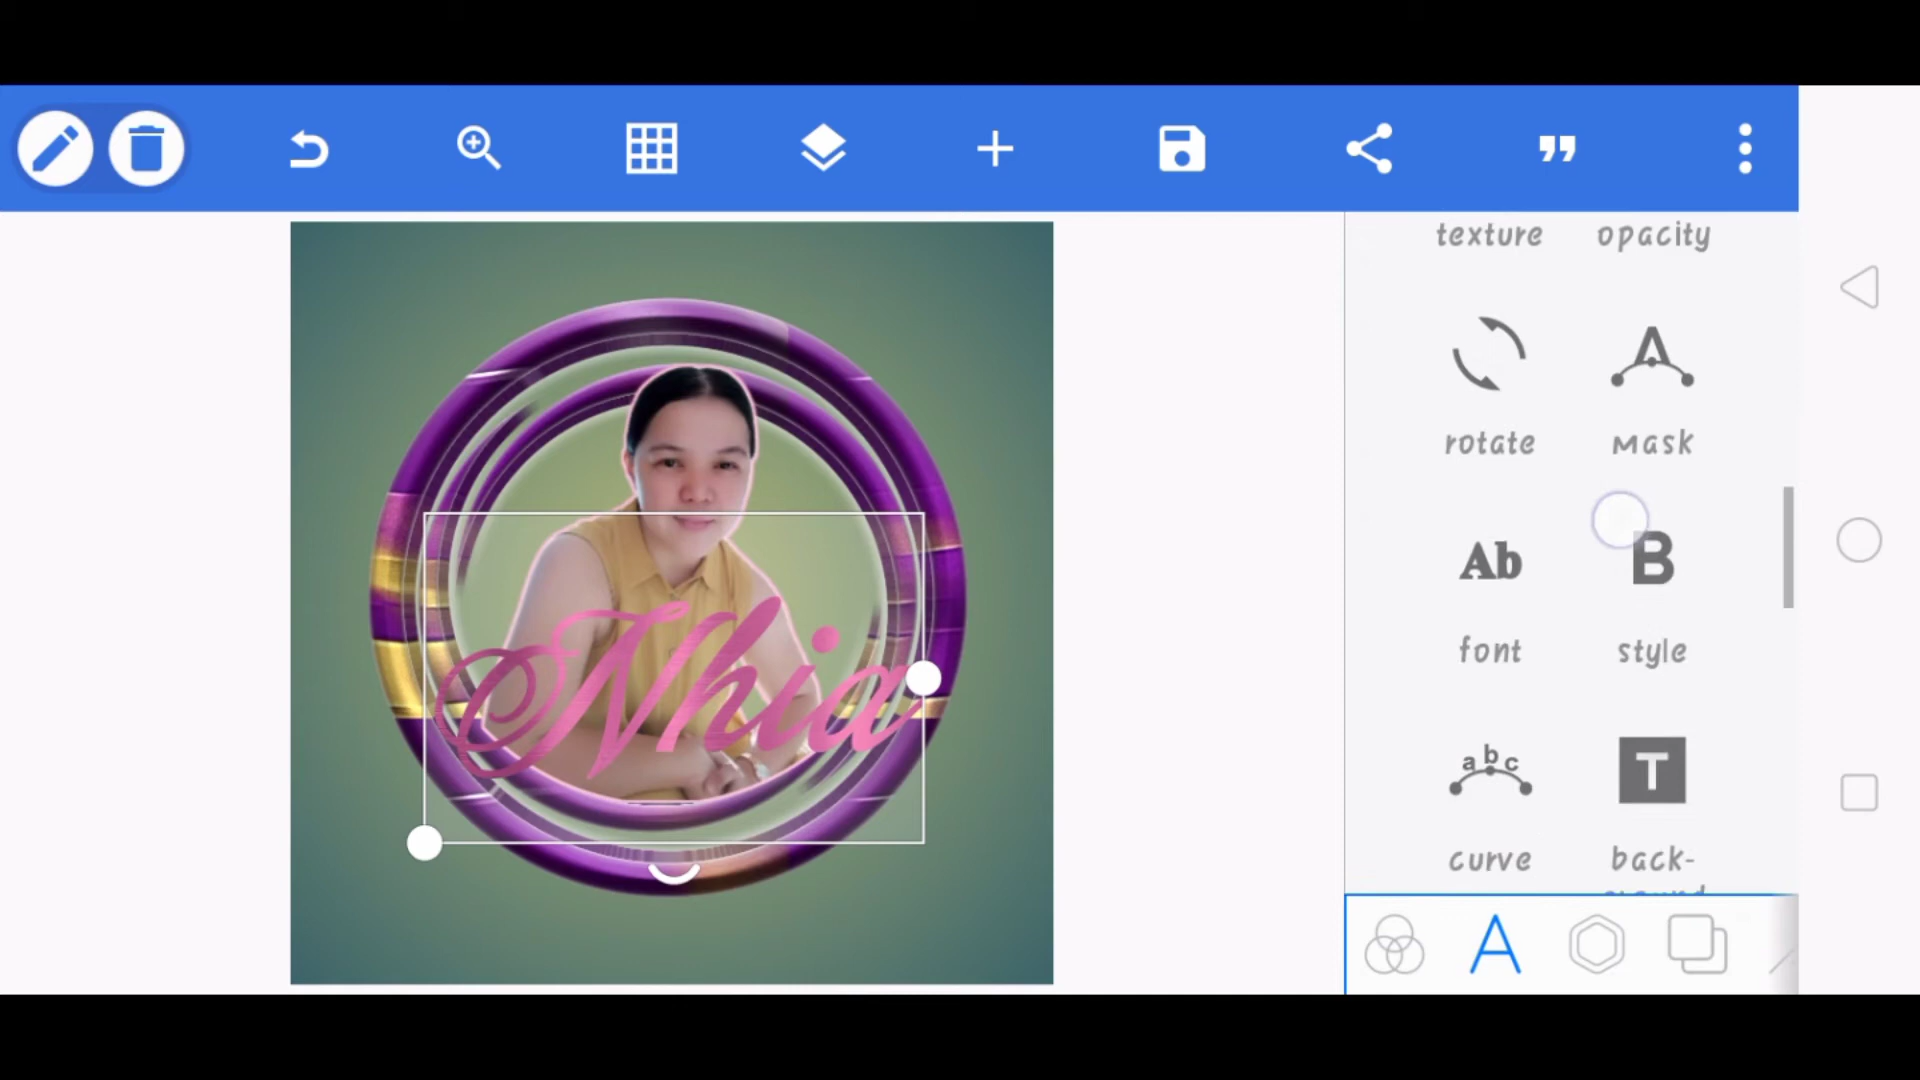 texture opacity
rotate mask
Ab B
font style
abc T
curve back-
Nhia
A